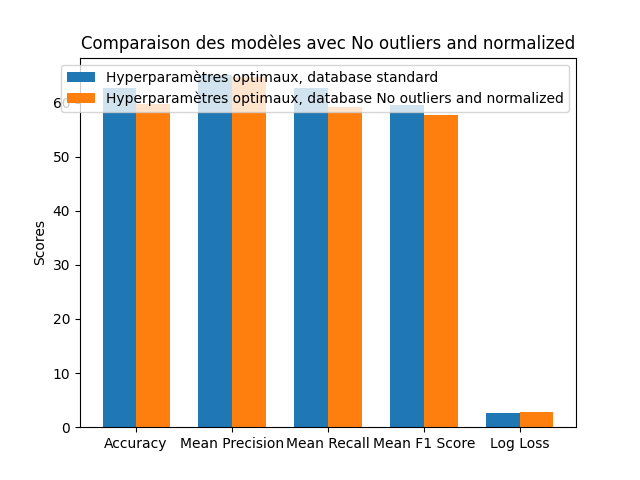 Comparaison des modèles avec No outliers and normalized
Hyperparamètres optimaux, database standard
Hyperparamètres optimaux, database No outliers and normalized
Scores
60
50
40
30
20
10
0
Accuracy Mean Precision Mean Recall Mean F1 Score Log Loss